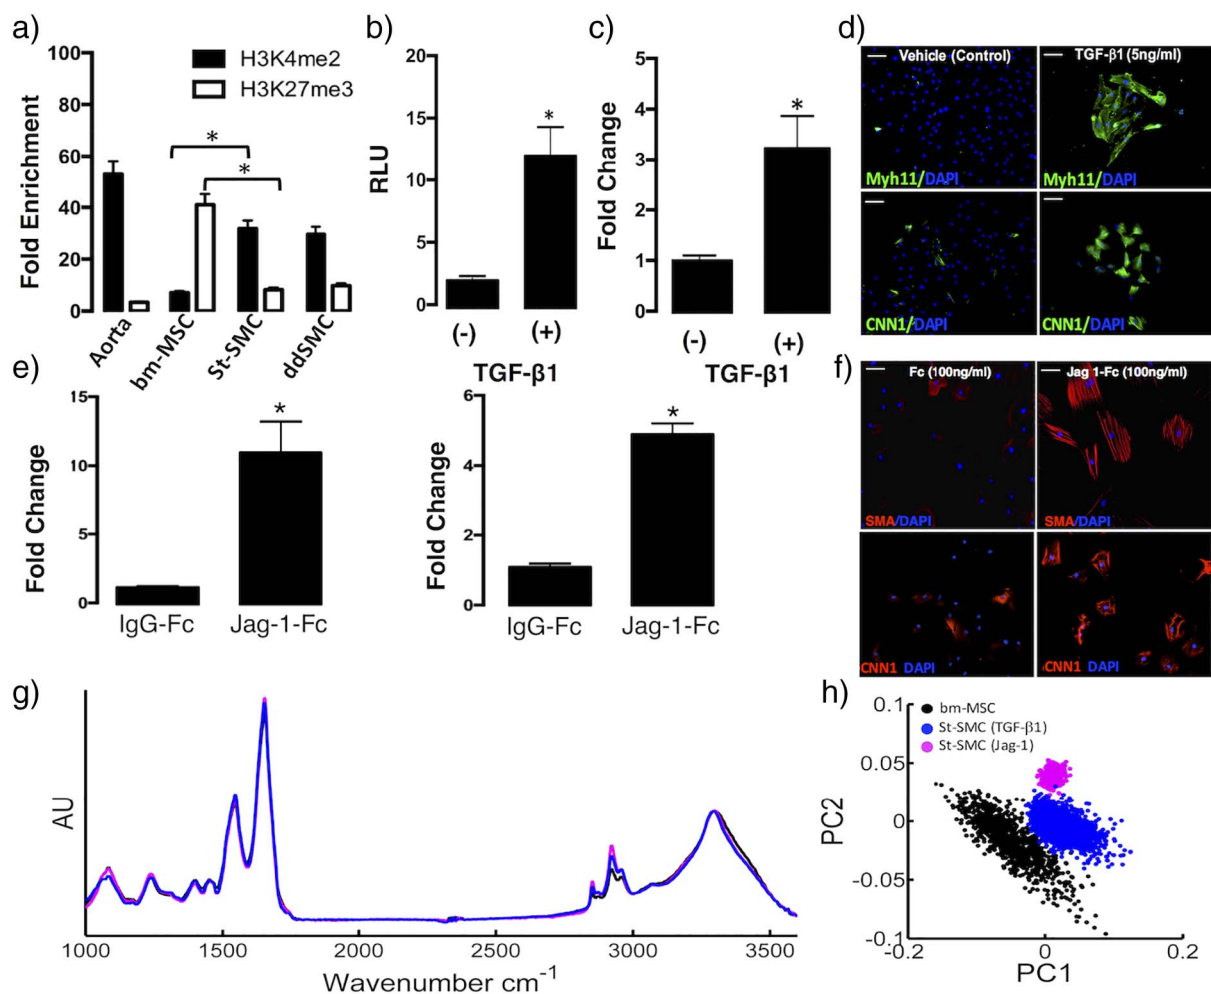 a)
100
80
60
40
20
0
Fold Enrichment
H3K4me2
H3K27me3
*
*
Aorta
bm-MSC
St-SMC
ddSMC
b)
20
15
10
5
0
RLU
*
(-)
(+)
TGF-β1
c)
5
4
3
2
1
0
Fold Change
*
(-)
(+)
TGF-β1
d)
Vehicle (Control)
TGF-β1 (5ng/ml)
Myh11/DAPI
Myh11/DAPI
CNN1/DAPI
CNN1/DAPI
e)
15
10
5
0
Fold Change
*
IgG-Fc
Jag-1-Fc
6
4
2
0
Fold Change
*
IgG-Fc
Jag-1-Fc
f)
Fc (100ng/ml)
Jag 1-Fc (100ng/ml)
SMA/DAPI
SMA/DAPI
CNN1 DAPI
CNN1 DAPI
g)
AU
1000
1500
2000
2500
3000
3500
Wavenumber cm-1
h)
bm-MSC
St-SMC (TGF-β1)
St-SMC (Jag-1)
0.1
0.05
0
-0.05
-0.1
PC2
-0.2
0
0.2
PC1